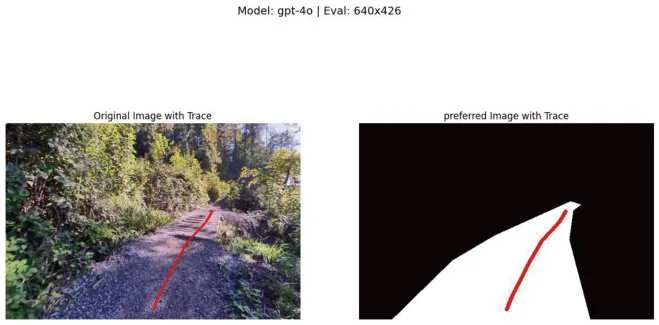 Model: gpt-4o | Eval: 640x426
Original Image with Trace
preferred Image with Trace